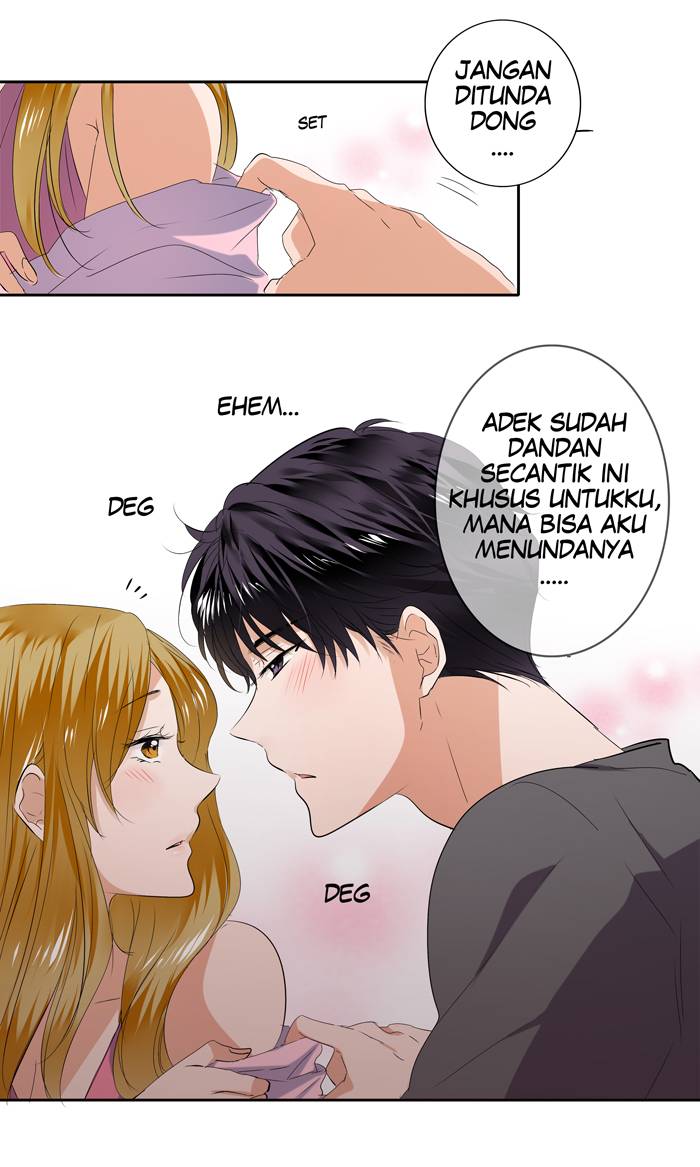 JANGAN
DITUNDA
DONG
....
SET
EHEM...
ADEK SUDAH
DANDAN
SECANTIK INI
KHUSUS UNTUKKU,
MANA BISA AKU
MENUNDANYA
.....
DEG
DEG